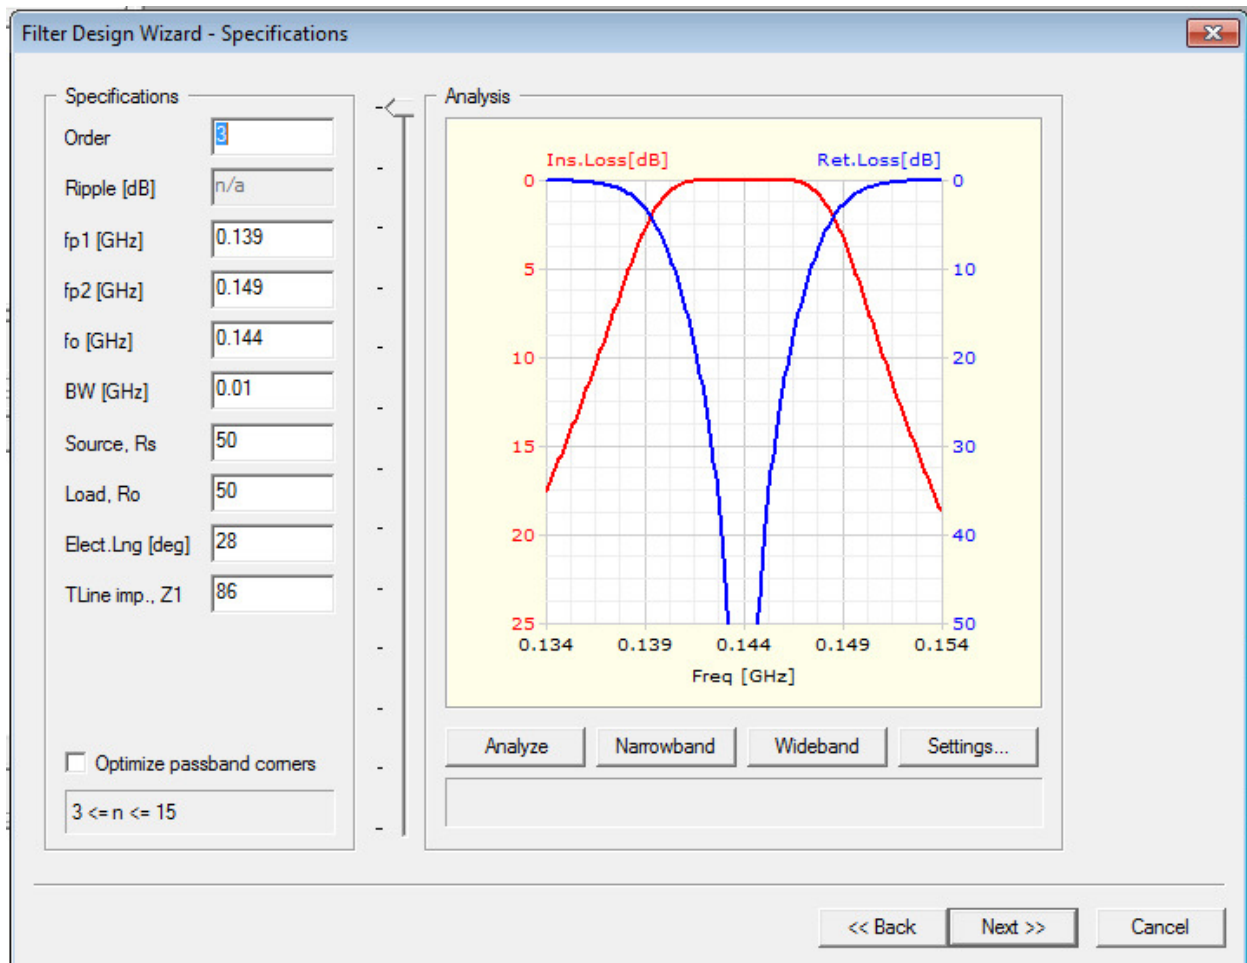 Filter Design Wizard - Specifications
Specifications
Order 3
Ripple [dB] n/a
fp1 [GHz] 0.139
fp2 [GHz] 0.149
fo [GHz] 0.144
BW [GHz] 0.01
Source, Rs 50
Load, Ro 50
Elect.Lng [deg] 28
TLine imp., Z1 86
Optimize passband corners
3 <= n <= 15
Analysis
Ins.Loss[dB] Ret.Loss[dB]
0 0
5 10
10 20
15 30
20 40
25 50
0.134 0.139 0.144 0.149 0.154
Freq [GHz]
Analyze Narrowband Wideband Settings...
<< Back Next >> Cancel